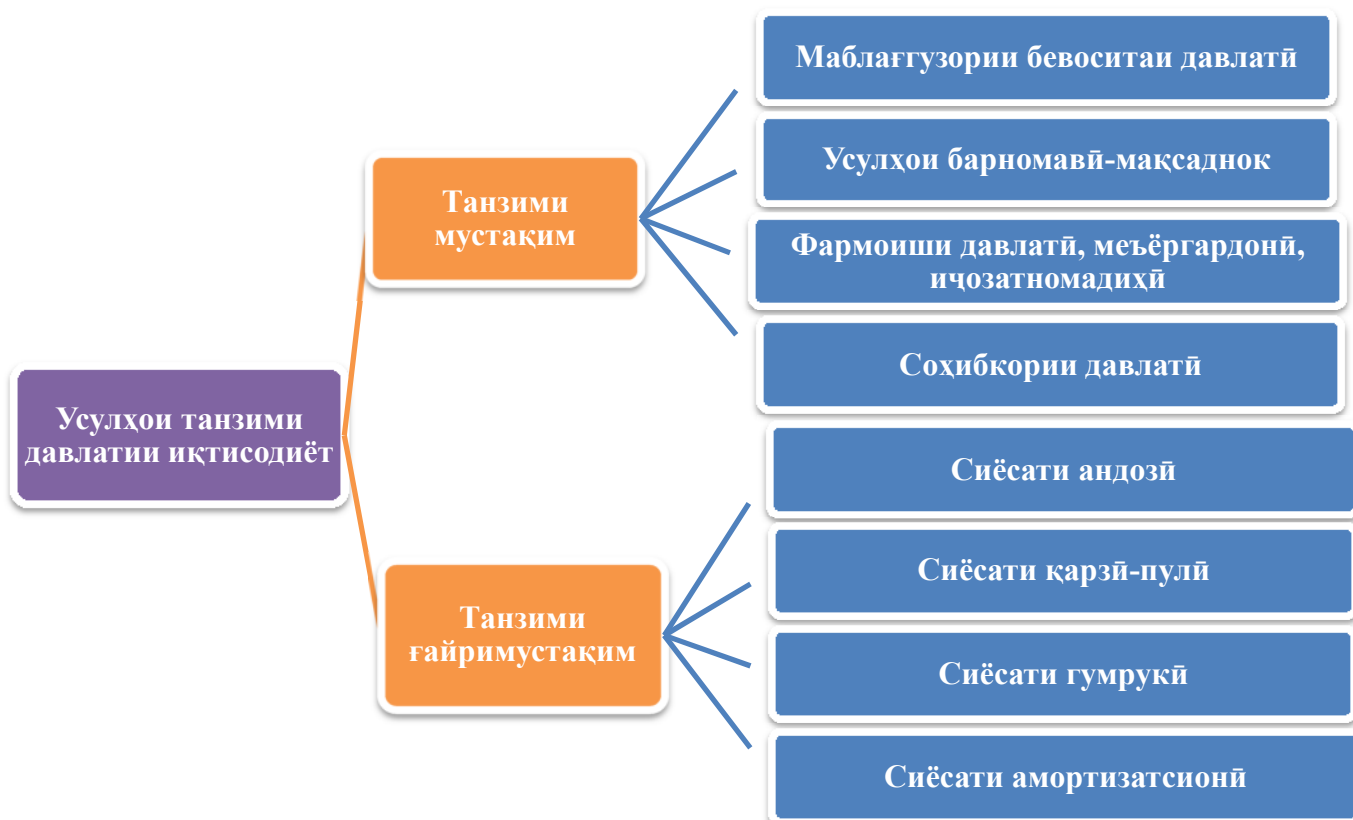 Усулҳои танзими
давлатии иқтисодиёт
Танзими
мустақим
Маблағгузории бевоситаи давлатӣ
Усулҳои барномавӣ-мақсаднок
Фармоиши давлатӣ, меъёргардонӣ,
иҷозатномадиҳӣ
Соҳибкории давлатӣ
Танзими
ғайримустақим
Сиёсати андозӣ
Сиёсати қарзӣ-пулӣ
Сиёсати гумрукӣ
Сиёсати амортизатсионӣ